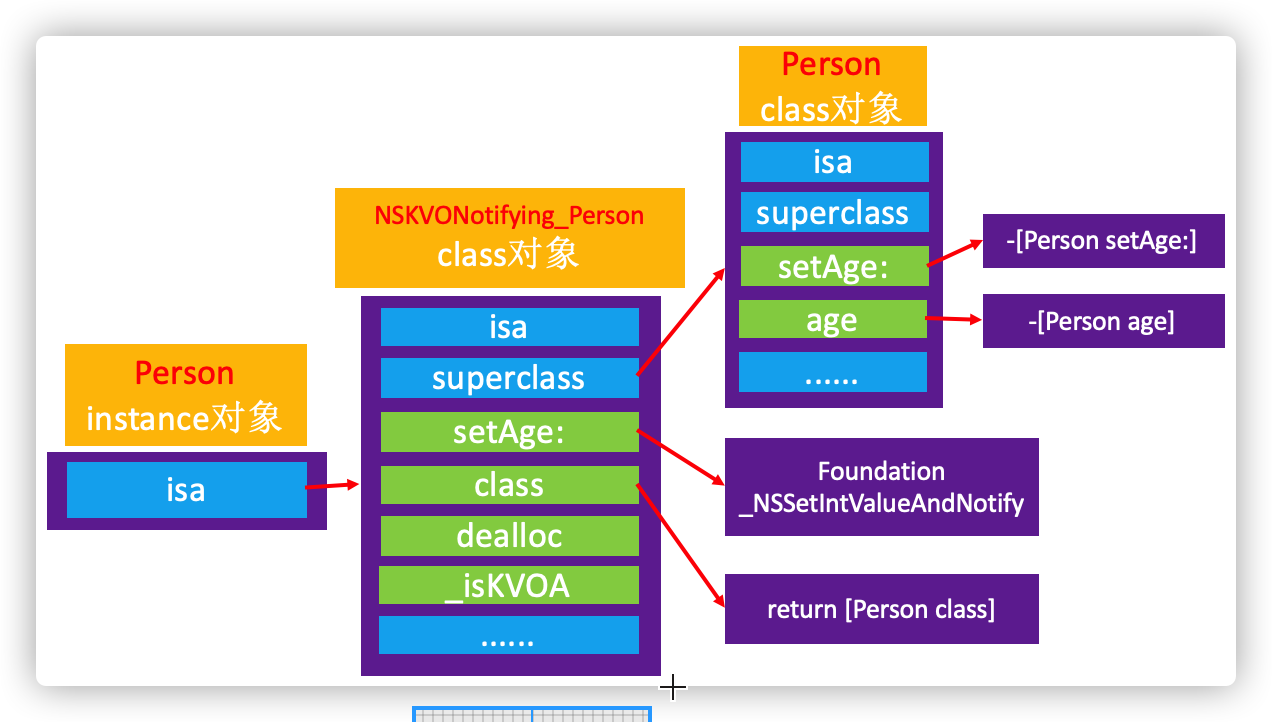 Person
instance对象
isa
NSKVONotifying_Person
class对象
isa
superclass
setAge:
class
dealloc
_isKVOA
......
Person
class对象
isa
superclass
setAge:
age
......
-[Person setAge:]
-[Person age]
Foundation
_NSSetIntValueAndNotify
return [Person class]